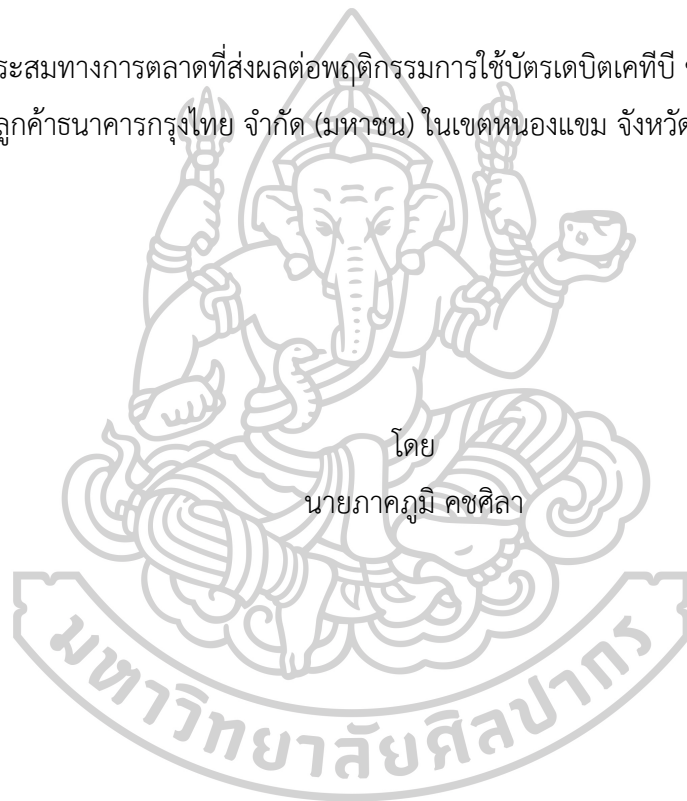 ระสมทางการตลาดที่ส่งผลต่อพฤติกรรมการใช้บัตรเดบิตเคทีบี
ลูกค้าธนาคารกรุงไทย จำกัด (มหาชน) ในเขตหนองแขม จังหวัด
โดย
นายภาคภูมิ คชศิลา
มหาวิทยาลัยศิลปากร